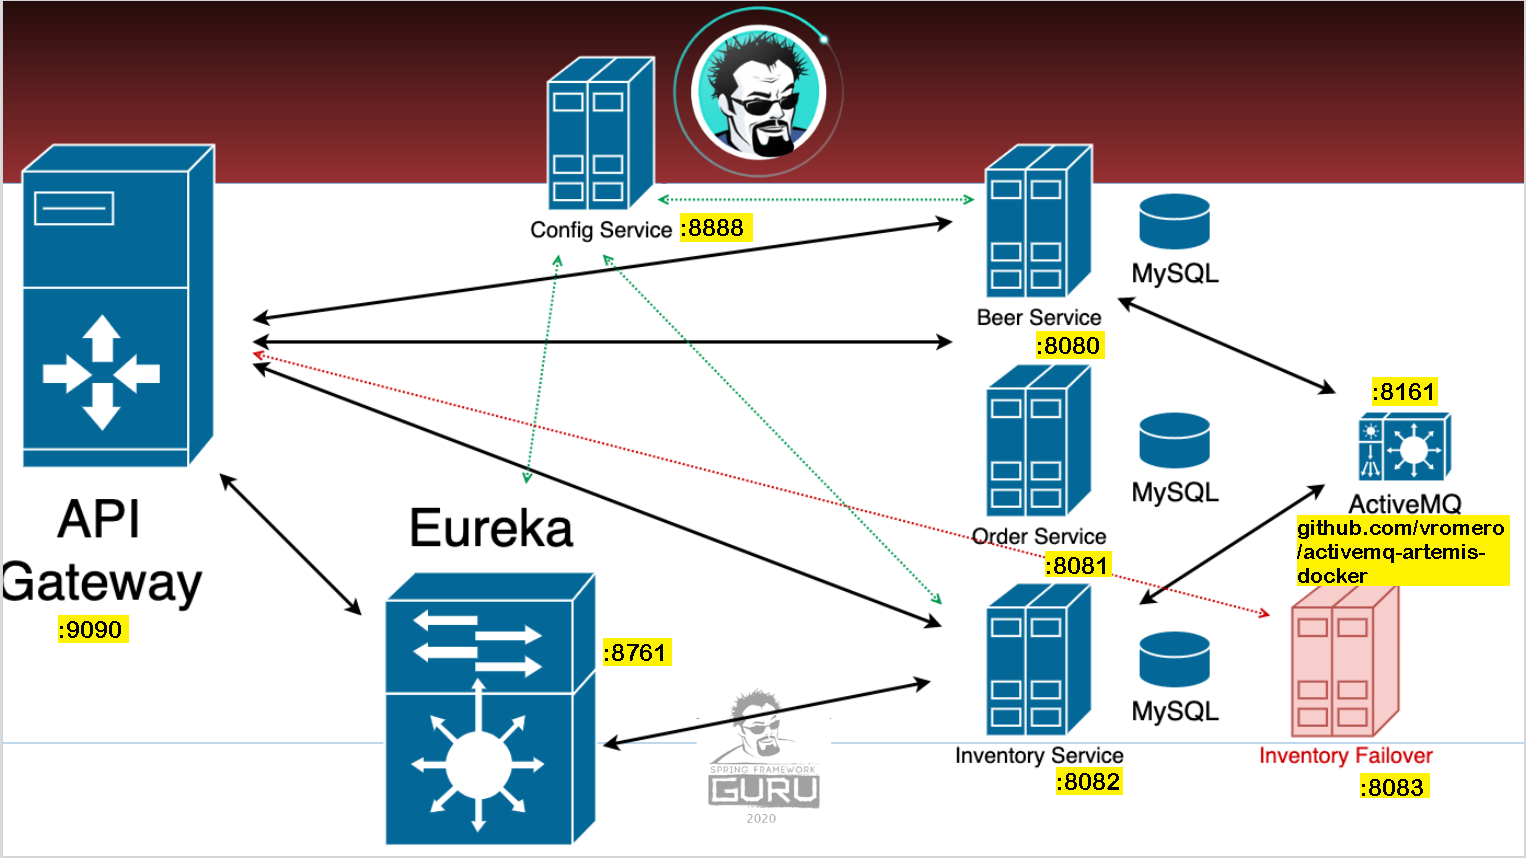 Config Service :8888
MySQL
Beer Service
:8080
:8161
MySQL
ActiveMQ
API
Gateway
:9090
Eureka
Order Service
:8081
github.com/vromero
/activemq-artemis-
docker
:8761
MySQL
SPRING FRAMEWORK
GURU
2020
Inventory Service
:8082
Inventory Failover
:8083